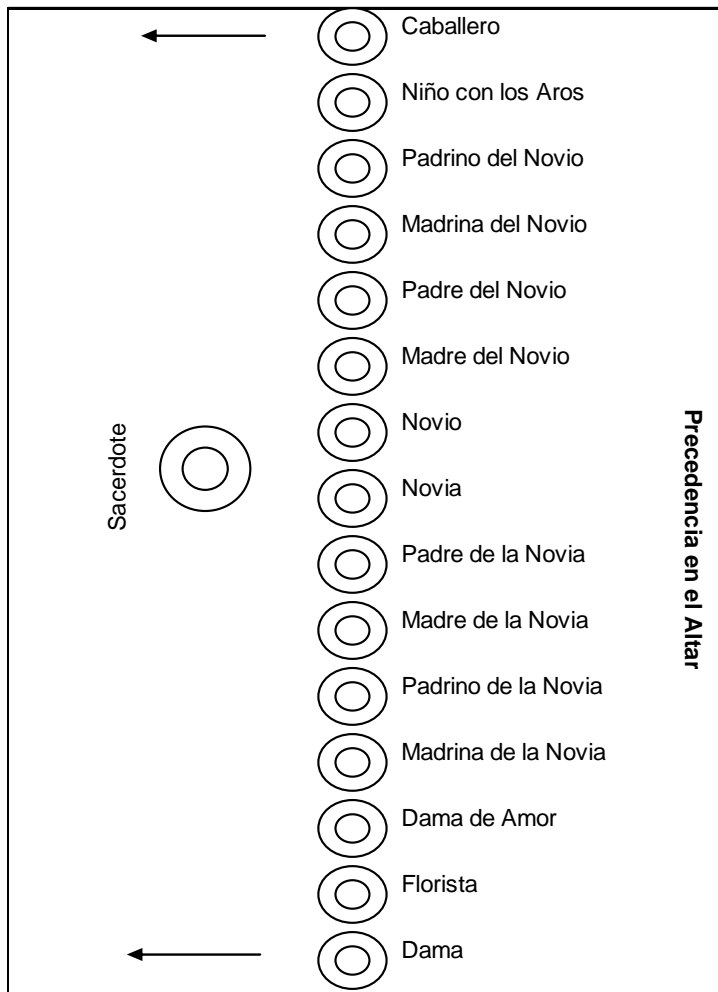 Caballero
Niño con los Aros
Padrino del Novio
Madrina del Novio
Padre del Novio
Madre del Novio
Novio
Novia
Padre de la Novia
Madre de la Novia
Padrino de la Novia
Madrina de la Novia
Dama de Amor
Florista
Dama
Sacerdote
Precedencia en el Altar